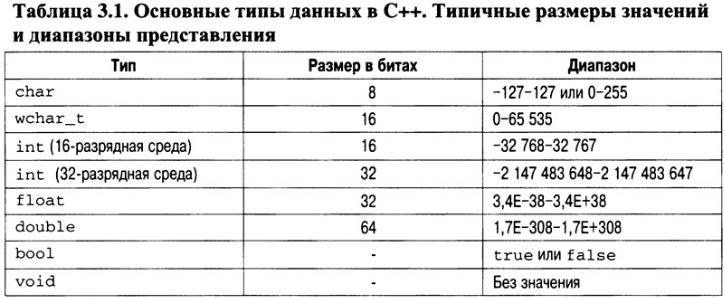 Таблица 3.1. Основные типы данных в C++. Типичные размеры значений
и диапазоны представления
Тип Размер в битах Диапазон
char 8 -127-127 или 0-255
wchar_t 16 0-65 535
int (16-разрядная среда) 16 -32 768-32 767
int (32-разрядная среда) 32 -2 147 483 648-2 147 483 647
float 32 3,4E-38-3,4E+38
double 64 1,7E-308-1,7E+308
bool - true или false
void - Без значения